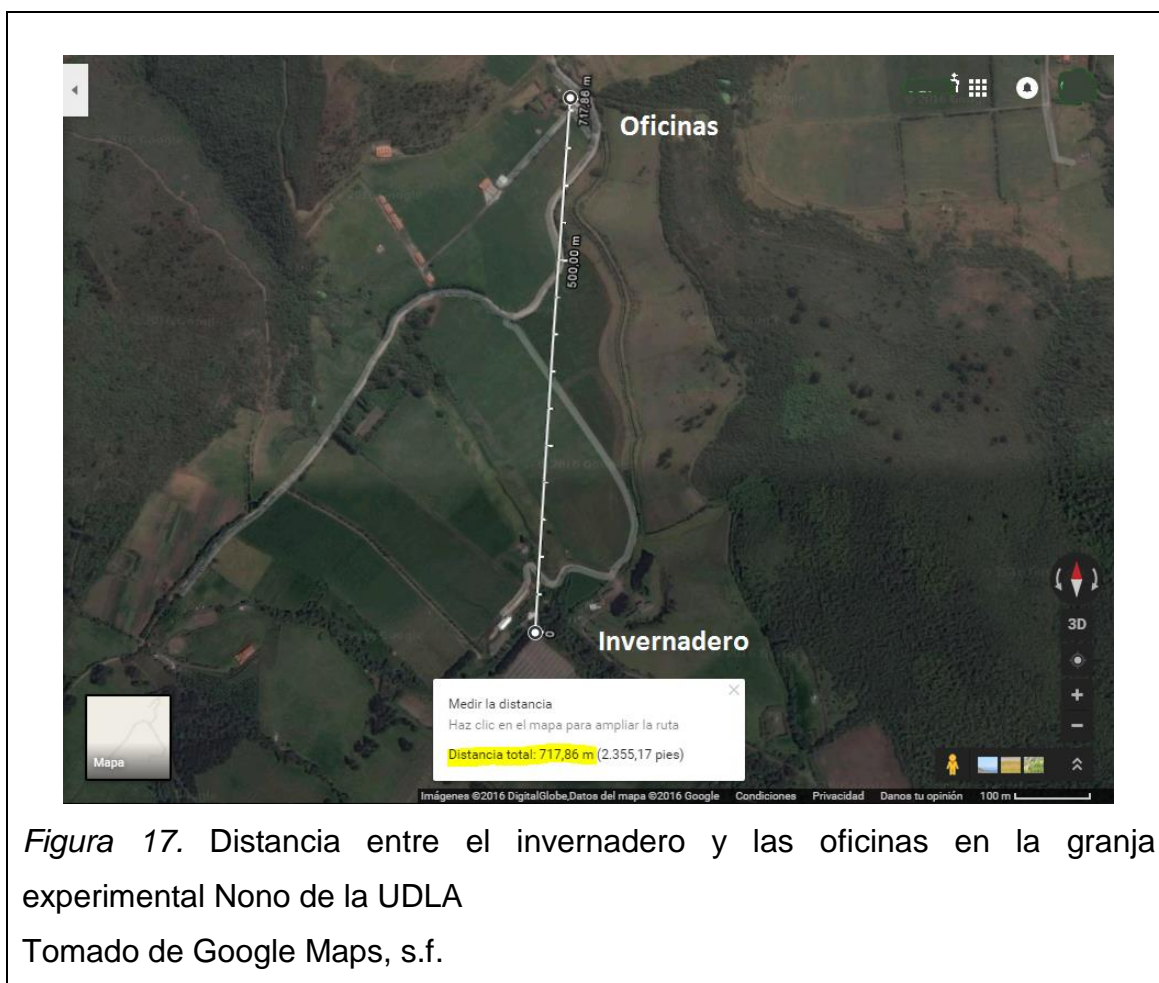 717,86 m
Oficinas
500,00 m
0
Invernadero
3D
Medir la distancia
Haz clic en el mapa para ampliar la ruta
Distancia total: 717,86 m (2.355,17 pies)
Mapa
Imágenes ©2016 DigitalGlobe,Datos del mapa ©2016 Google Condiciones Privacidad Danos tu opinión 100 m
Figura 17. Distancia entre el invernadero y las oficinas en la granja
experimental Nono de la UDLA
Tomado de Google Maps, s.f.